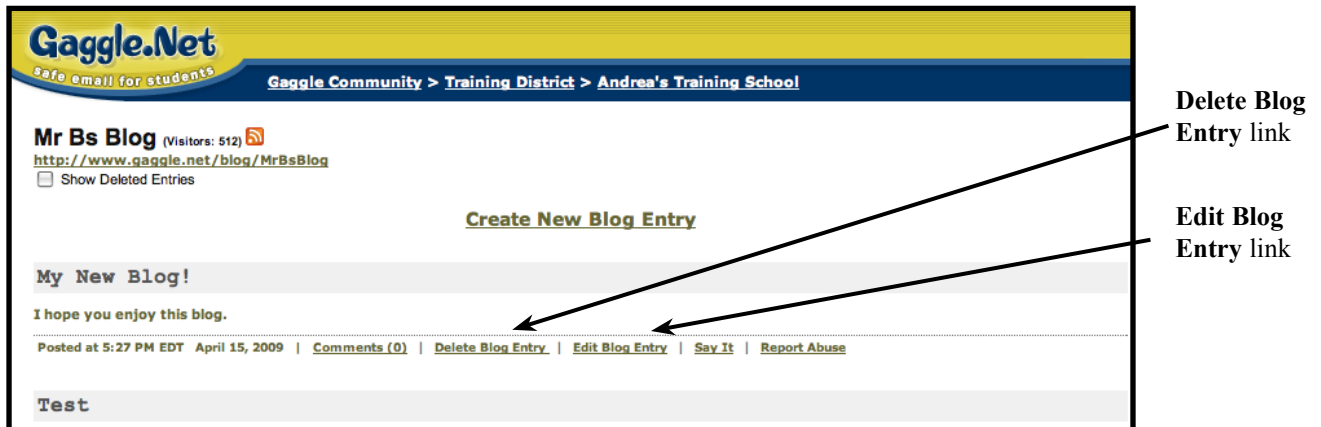 Gaggle.Net
safe email for students
Gaggle Community > Training District > Andrea's Training School
Mr Bs Blog (Visitors: 512)
http://www.gaggle.net/blog/MrBsBlog
Show Deleted Entries
Create New Blog Entry
My New Blog!
I hope you enjoy this blog.
Posted at 5:27 PM EDT April 15, 2009 | Comments (0) | Delete Blog Entry | Edit Blog Entry | Say It | Report Abuse
Test
Delete Blog
Entry link
Edit Blog
Entry link